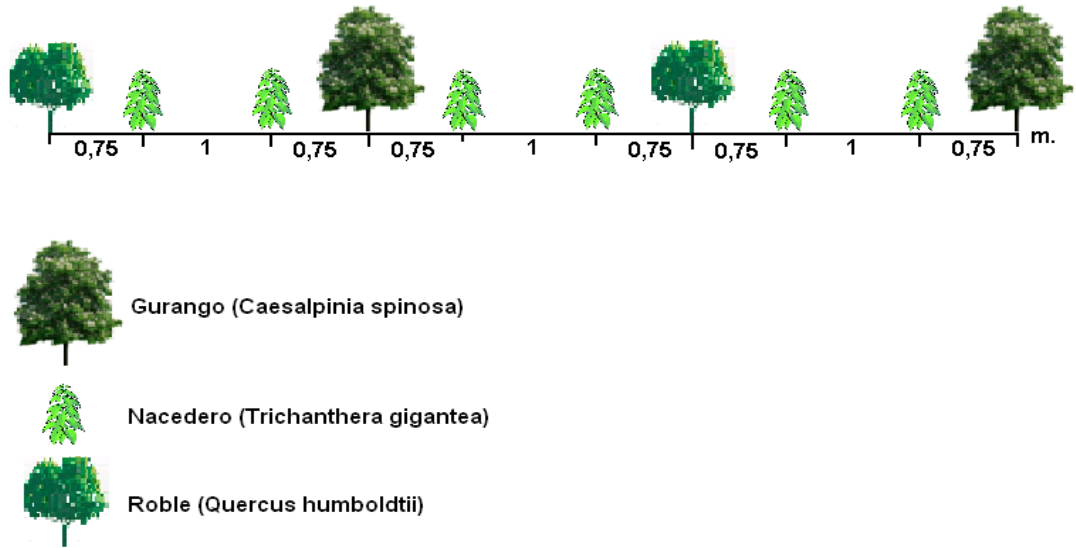 0,75 1 0,75 0,75 1 0,75 0,75 1 0,75 m.
Gurango (Caesalpinia spinosa)
Nacedero (Trichanthera gigantea)
Roble (Quercus humboldtii)